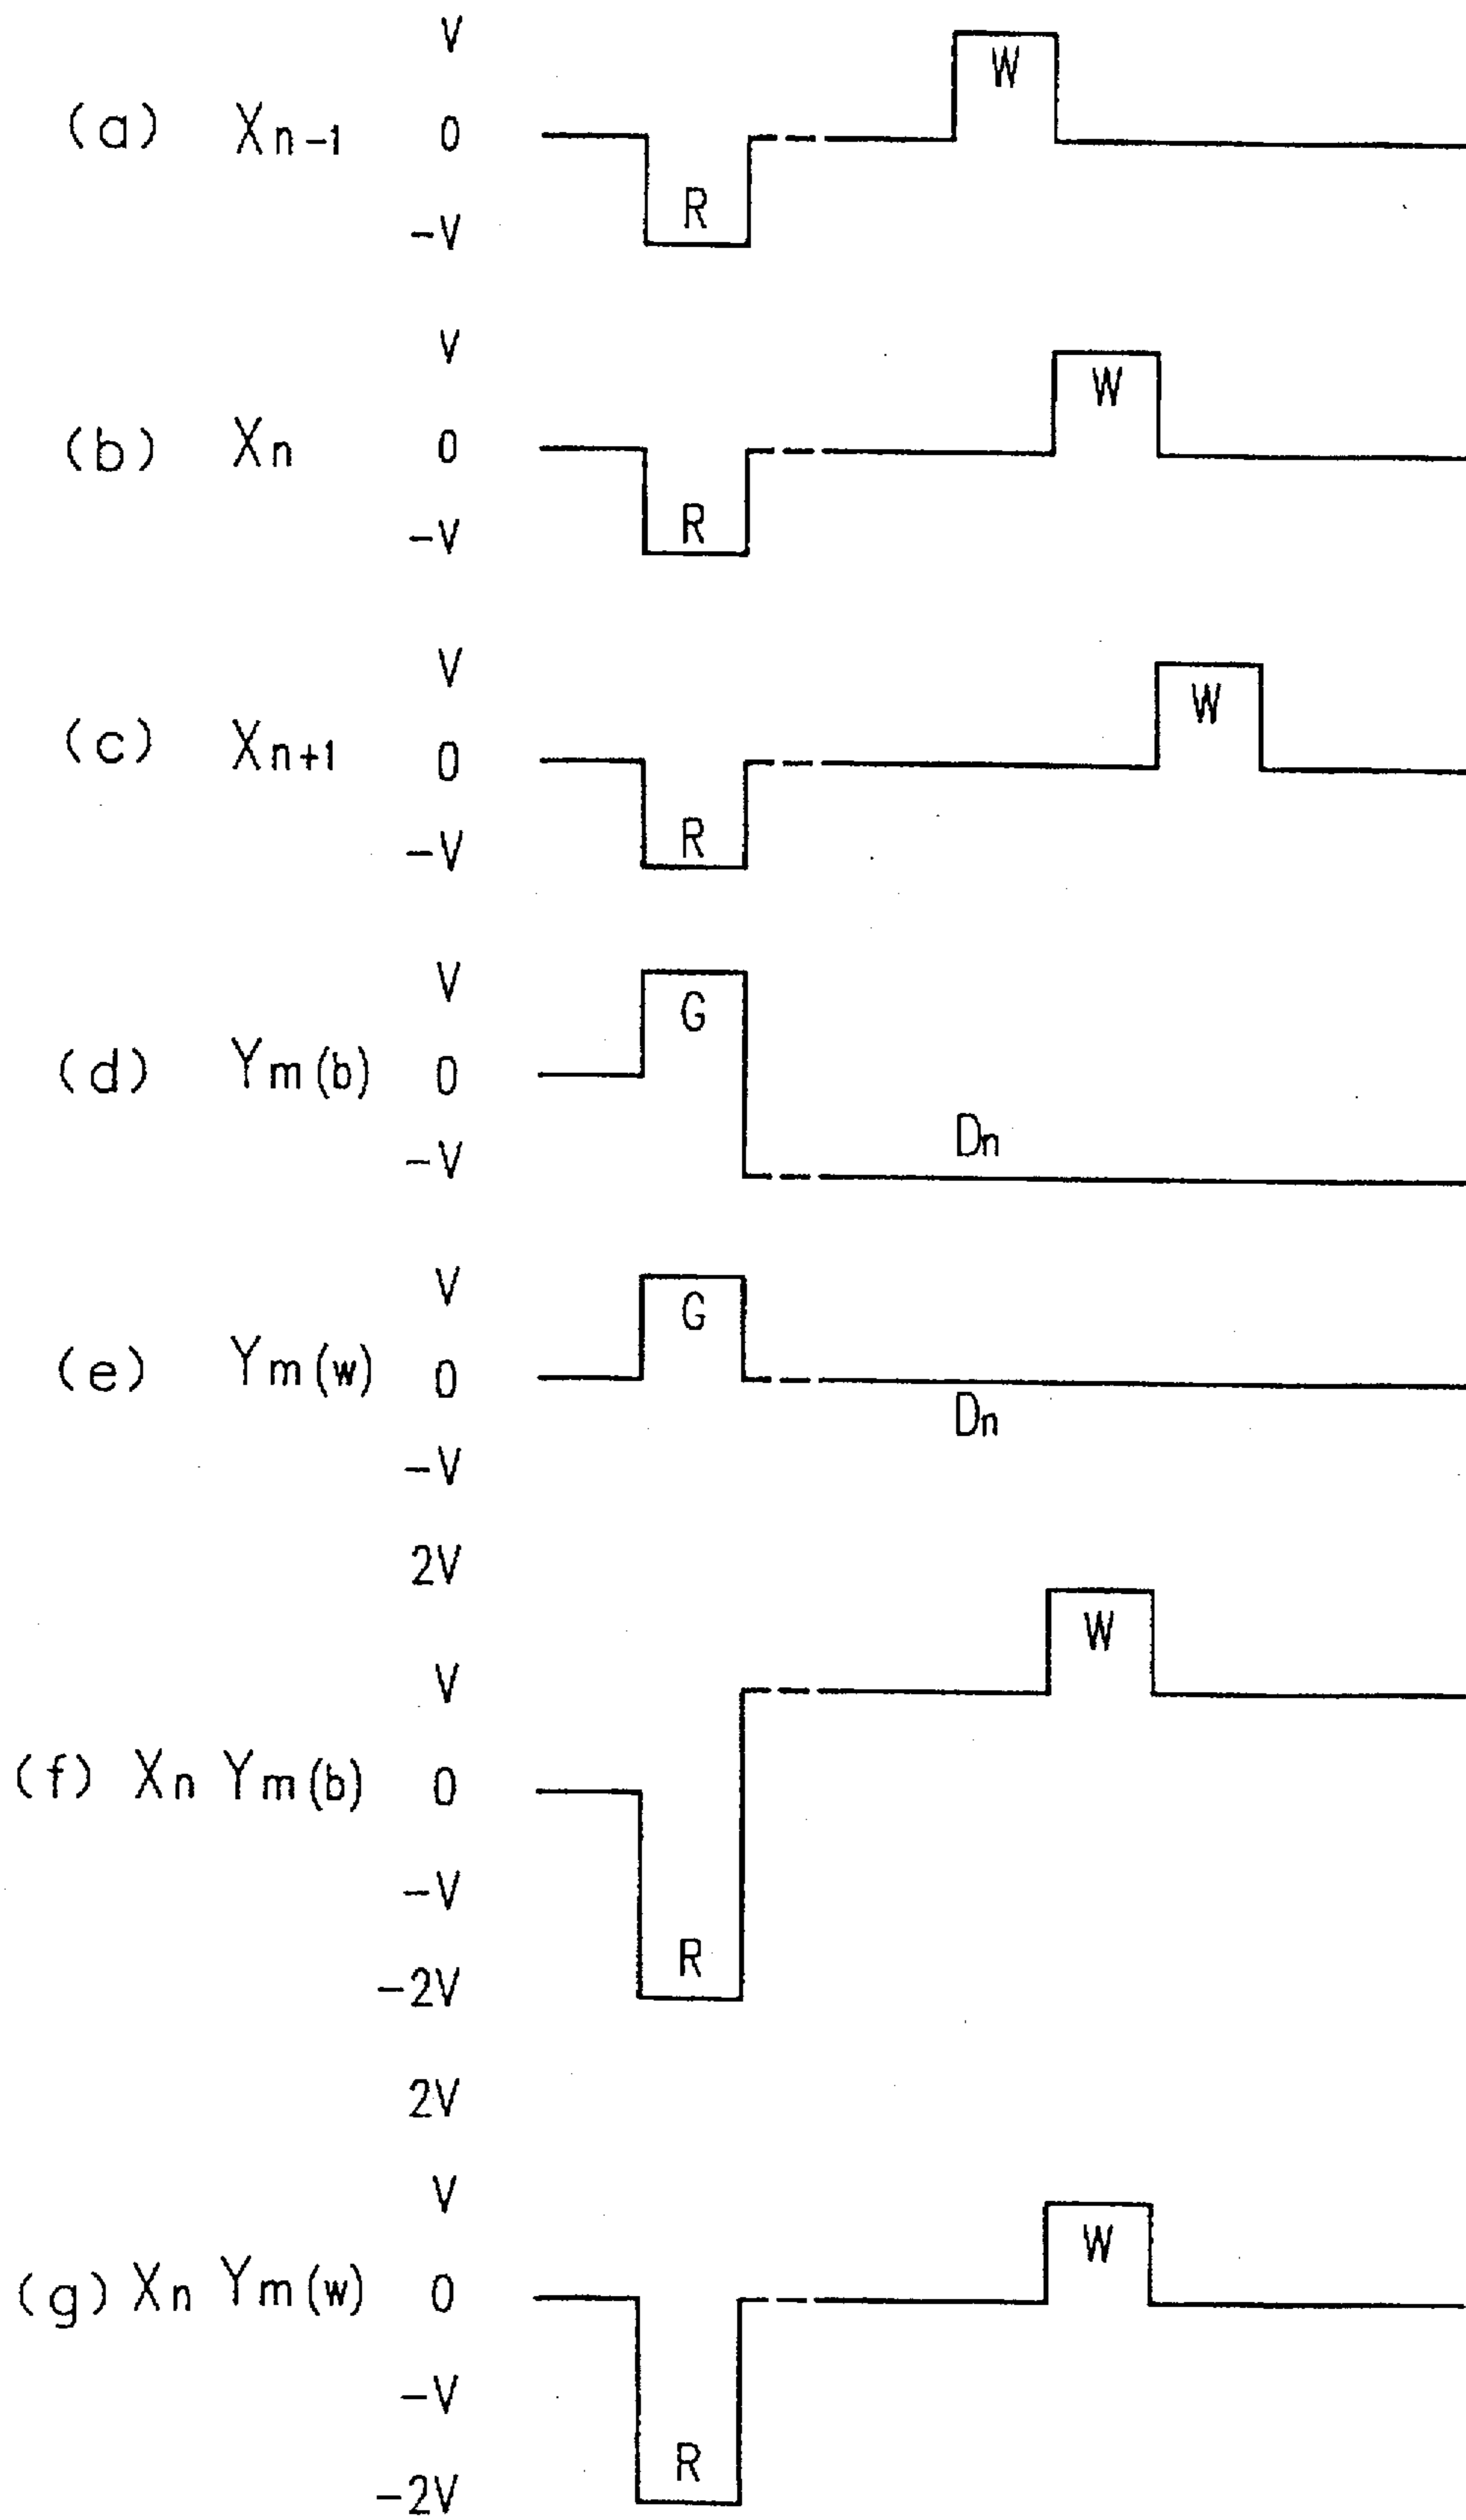 V
W
(a) Xn-1 0
R
-V
V
W
(b) Xn 0
R
-V
V
W
(c) Xn+1 0
R
-V
V
G
(d) Ym(b) 0
Dn
-V
V
G
(e) Ym(w) 0
Dn
-V
2V
W
V
(f) Xn Ym(b) 0
-V
R
-2V
2V
V
W
(g) Xn Ym(w) 0
-V
R
-2V